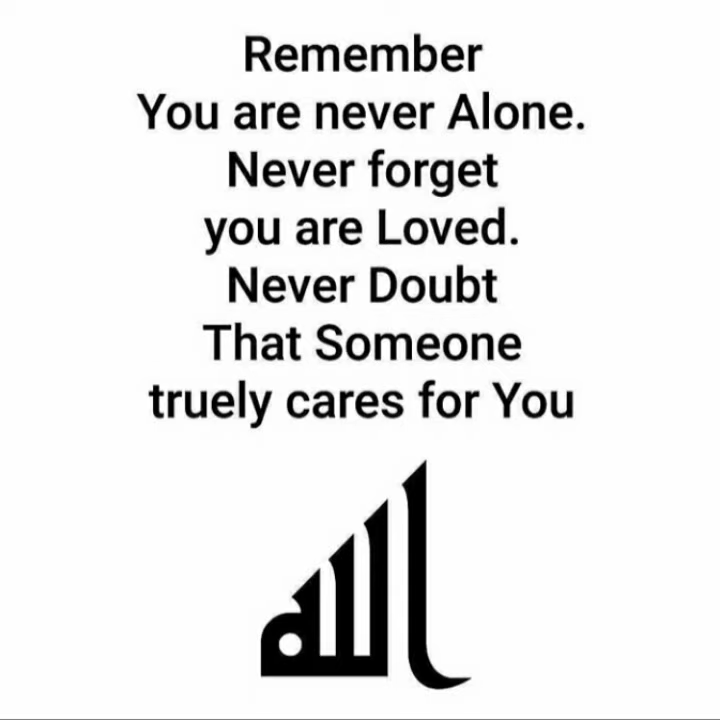 Remember
You are never Alone.
Never forget
you are Loved.
Never Doubt
That Someone
truely cares for You
الله